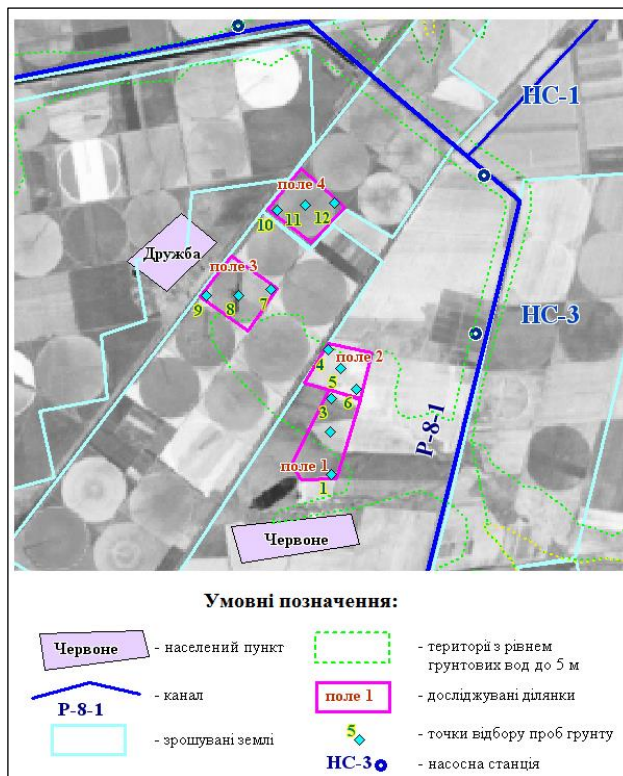 НС-1
поле 4
10
11
12
Дружба
поле 3
9
8
7
НС-3
4
поле 2
5
6
3
Р-8-1
поле 1
1
Червоне
Умовні позначення:
Червоне
- населений пункт
- території з рівнем
грунтових вод до 5 м
Р-8-1
- канал
поле 1
- досліджувані ділянки
- зрошувані землі
5
- точки відбору проб грунту
НС-3
- насосна станція